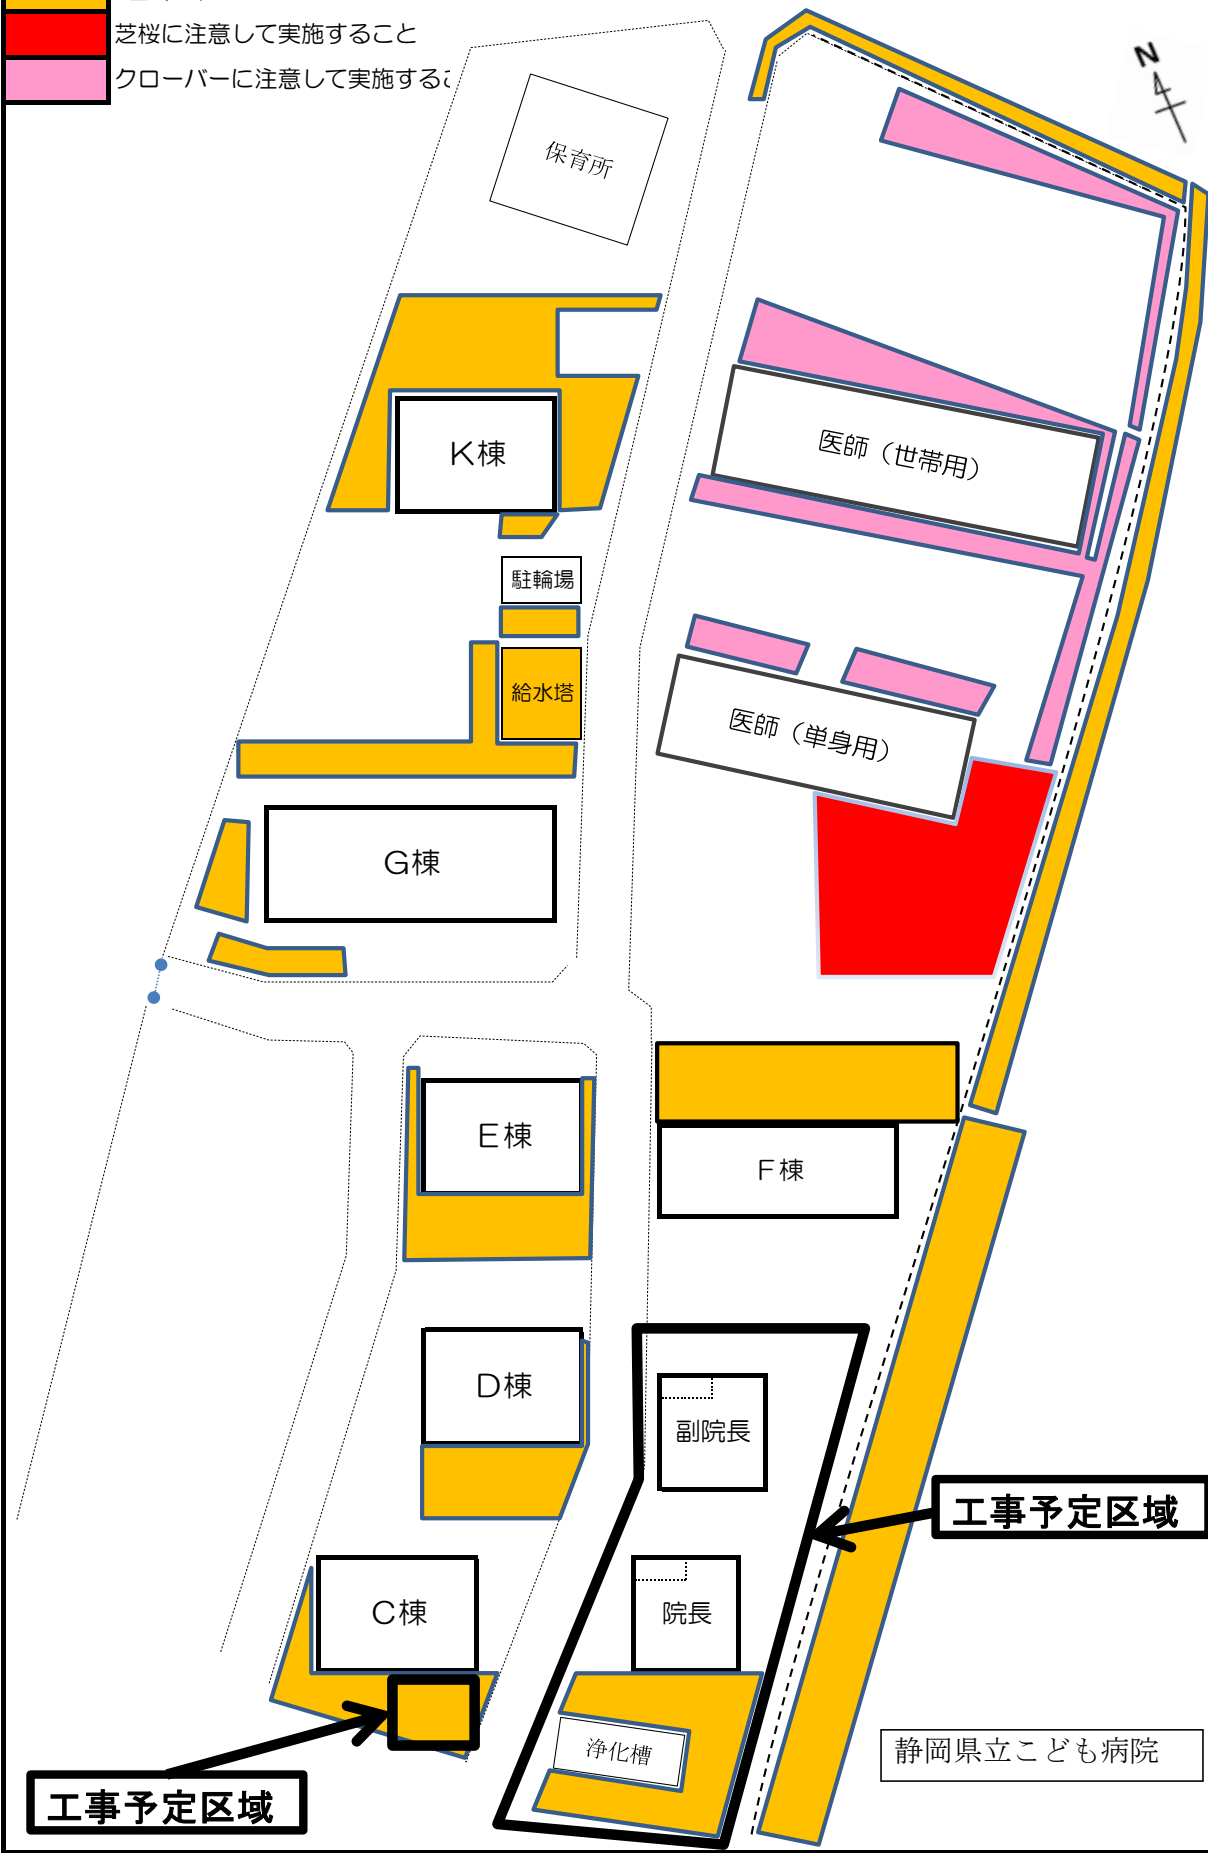 芝桜に注意して実施すること
クローバーに注意して実施する
N
保育所
K棟
医師（世帯用）
駐輪場
給水塔
医師（単身用）
G棟
E棟
F棟
D棟
副院長
工事予定区域
C棟
院長
浄化槽
静岡県立こども病院
工事予定区域